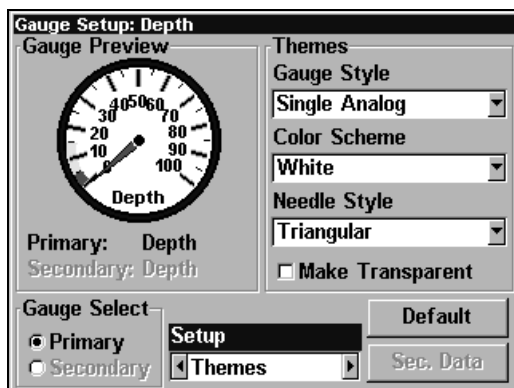 Gauge Setup: Depth
Gauge Preview
0
10
20
30
40
50
60
70
80
90
100
Depth
Primary: Depth
Secondary: Depth
Themes
Gauge Style
Single Analog
Color Scheme
White
Needle Style
Triangular
Make Transparent
Gauge Select
Primary
Secondary
Setup
Themes
Default
Sec. Data